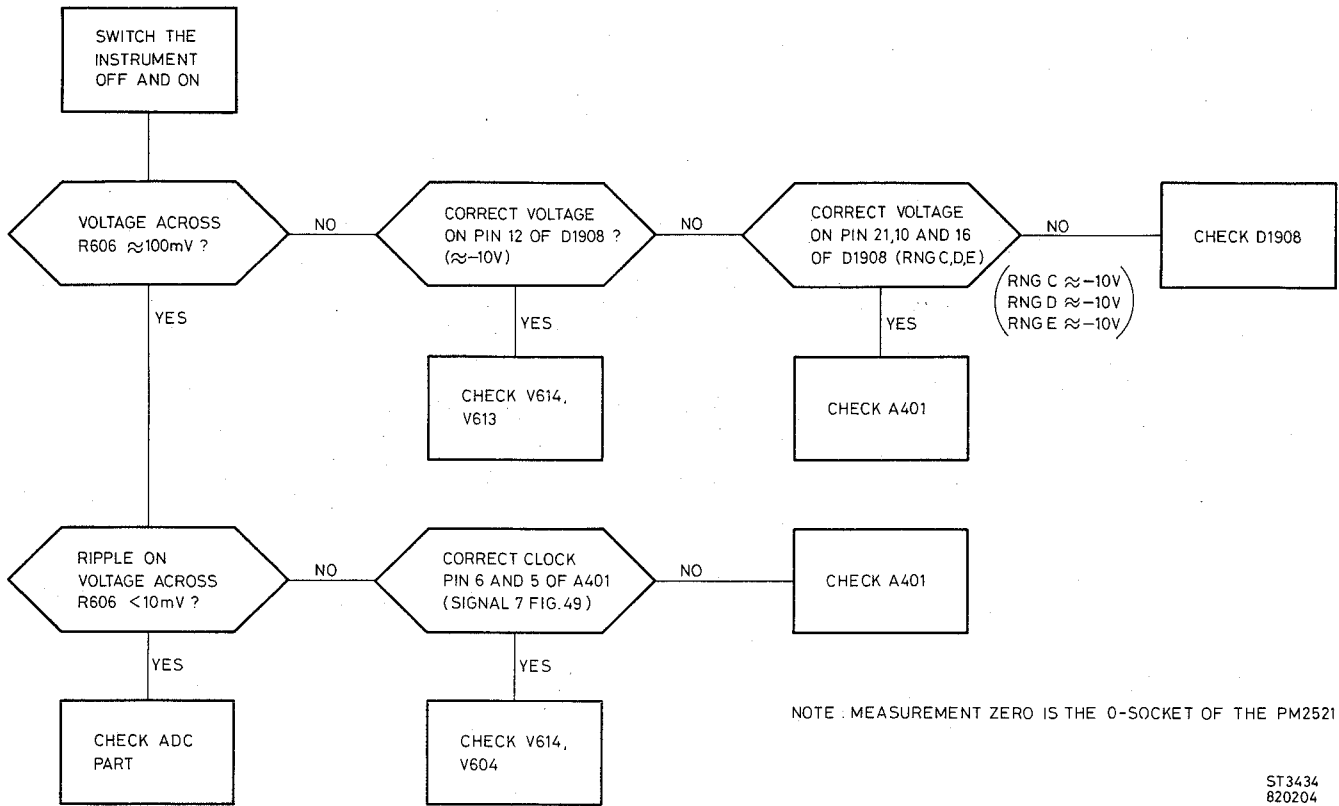 SWITCH THE
INSTRUMENT
OFF AND ON
VOLTAGE ACROSS
R606 ≈100mV ?
NO
CORRECT VOLTAGE
ON PIN 12 OF D1908 ?
(≈-10V)
NO
CORRECT VOLTAGE
ON PIN 21,10 AND 16
OF D1908 (RNG C,D,E)
NO
(RNG C ≈-10V
RNG D ≈-10V
RNG E ≈-10V)
CHECK D1908
YES
YES
YES
CHECK V614,
V613
CHECK A401
RIPPLE ON
VOLTAGE ACROSS
R606 <10mV ?
NO
CORRECT CLOCK
PIN 6 AND 5 OF A401
(SIGNAL 7 FIG.49)
NO
CHECK A401
YES
YES
CHECK ADC
PART
CHECK V614,
V604
NOTE : MEASUREMENT ZERO IS THE 0-SOCKET OF THE PM2521
ST3434
820204